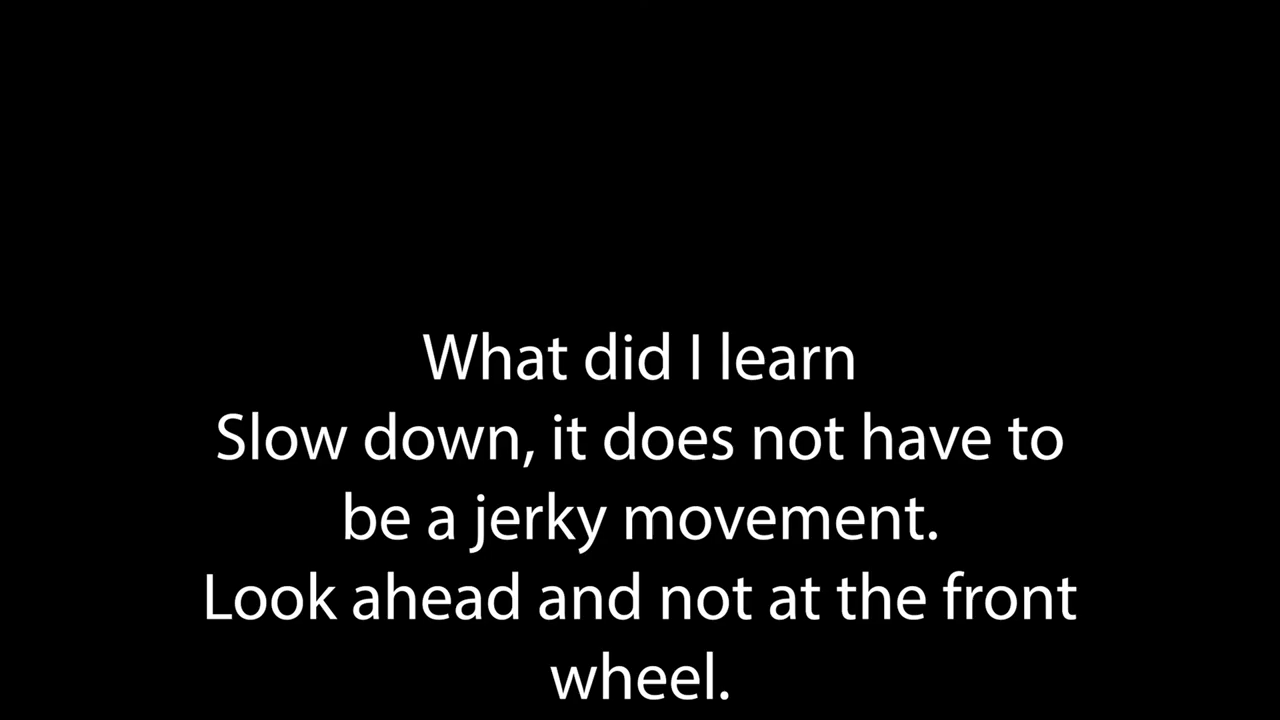 What did I learn
Slow down, it does not have to
be a jerky movement.
Look ahead and not at the front
wheel.